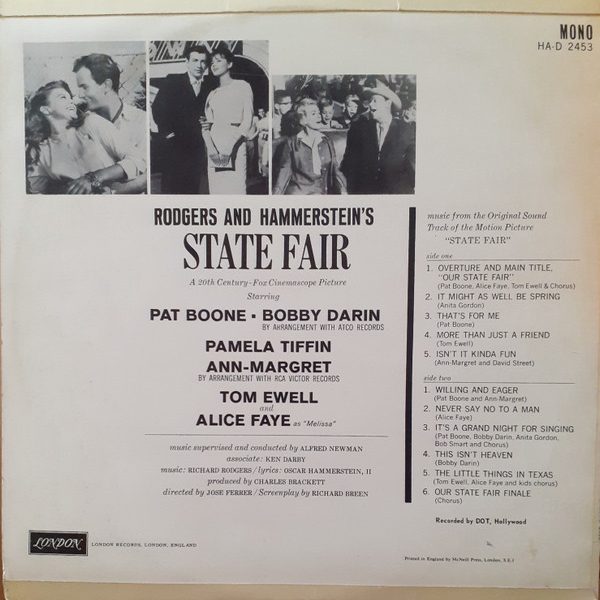 MONO
HA-D 2453
RODGERS AND HAMMERSTEIN'S
STATE FAIR
A 20th Century-Fox Cinemascope Picture
Starring
PAT BOONE • BOBBY DARIN
BY ARRANGEMENT WITH ATCO RECORDS
PAMELA TIFFIN
ANN-MARGRET
BY ARRANGEMENT WITH RCA VICTOR RECORDS
TOM EWELL
and
ALICE FAYE as "Melissa"
music supervised and conducted by ALFRED NEWMAN
associate: KEN DARBY
music: RICHARD RODGERS / lyrics: OSCAR HAMMERSTEIN, II
produced by CHARLES BRACKETT
directed by JOSE FERRER / Screenplay by RICHARD BREEN
music from the Original Sound
Track of the Motion Picture
"STATE FAIR"
side one
1. OVERTURE AND MAIN TITLE,
"OUR STATE FAIR"
(Pat Boone, Alice Faye, Tom Ewell & Chorus)
2. IT MIGHT AS WELL BE SPRING
(Anita Gordon)
3. THAT'S FOR ME
(Pat Boone)
4. MORE THAN JUST A FRIEND
(Tom Ewell)
5. ISN'T IT KINDA FUN
(Ann-Margret and David Street)
side two
1. WILLING AND EAGER
(Pat Boone and Ann-Margret)
2. NEVER SAY NO TO A MAN
(Alice Faye)
3. IT'S A GRAND NIGHT FOR SINGING
(Pat Boone, Bobby Darin, Anita Gordon,
Bob Smart and Chorus)
4. THIS ISN'T HEAVEN
(Bobby Darin)
5. THE LITTLE THINGS IN TEXAS
(Tom Ewell, Alice Faye and kids chorus)
6. OUR STATE FAIR FINALE
(Chorus)
Recorded by DOT, Hollywood
LONDON
LONDON RECORDS, LONDON, ENGLAND
Printed in England by McNeill Press, London, S.E.1